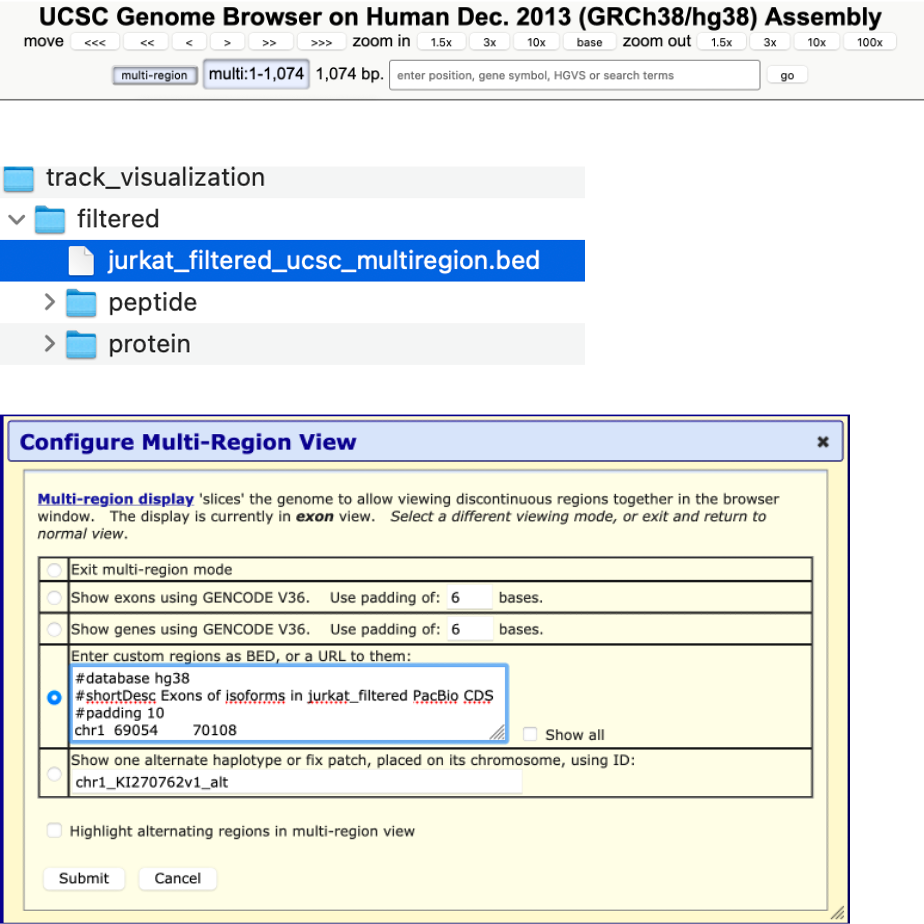 UCSC Genome Browser on Human Dec. 2013 (GRCh38/hg38) Assembly
move <<< << < > >> >>> zoom in 1.5x 3x 10x base zoom out 1.5x 3x 10x 100x
multi-region multi:1-1,074 1,074 bp. enter position, gene symbol, HGVS or search terms go
track_visualization
filtered
jurkat_filtered_ucsc_multiregion.bed
peptide
protein
Configure Multi-Region View
Multi-region display 'slices' the genome to allow viewing discontinuous regions together in the browser
window. The display is currently in exon view. Select a different viewing mode, or exit and return to
normal view.
Exit multi-region mode
Show exons using GENCODE V36. Use padding of: 6 bases.
Show genes using GENCODE V36. Use padding of: 6 bases.
Enter custom regions as BED, or a URL to them:
#database hg38
#shortDesc Exons of isoforms in jurkat_filtered PacBio CDS
#padding 10
chr1 69054 70108
Show all
Show one alternate haplotype or fix patch, placed on its chromosome, using ID:
chr1_KI270762v1_alt
Highlight alternating regions in multi-region view
Submit Cancel